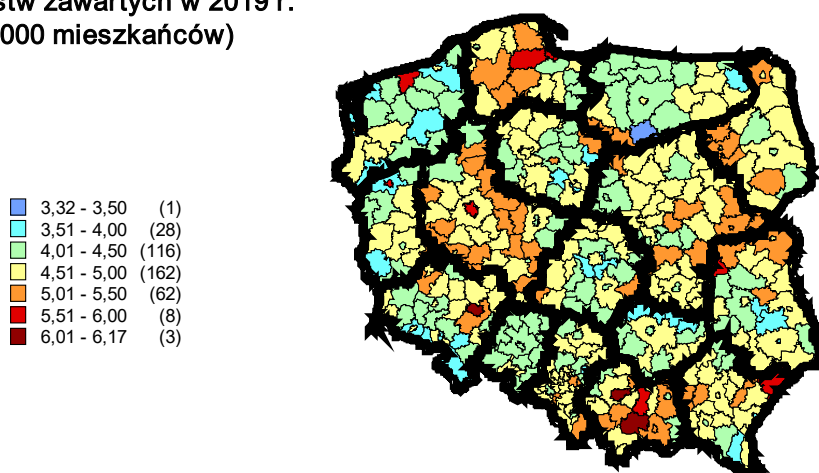 zawartych w 2019 r.
000 mieszkańców)
3,32 - 3,50 (1)
3,51 - 4,00 (28)
4,01 - 4,50 (116)
4,51 - 5,00 (162)
5,01 - 5,50 (62)
5,51 - 6,00 (8)
6,01 - 6,17 (3)